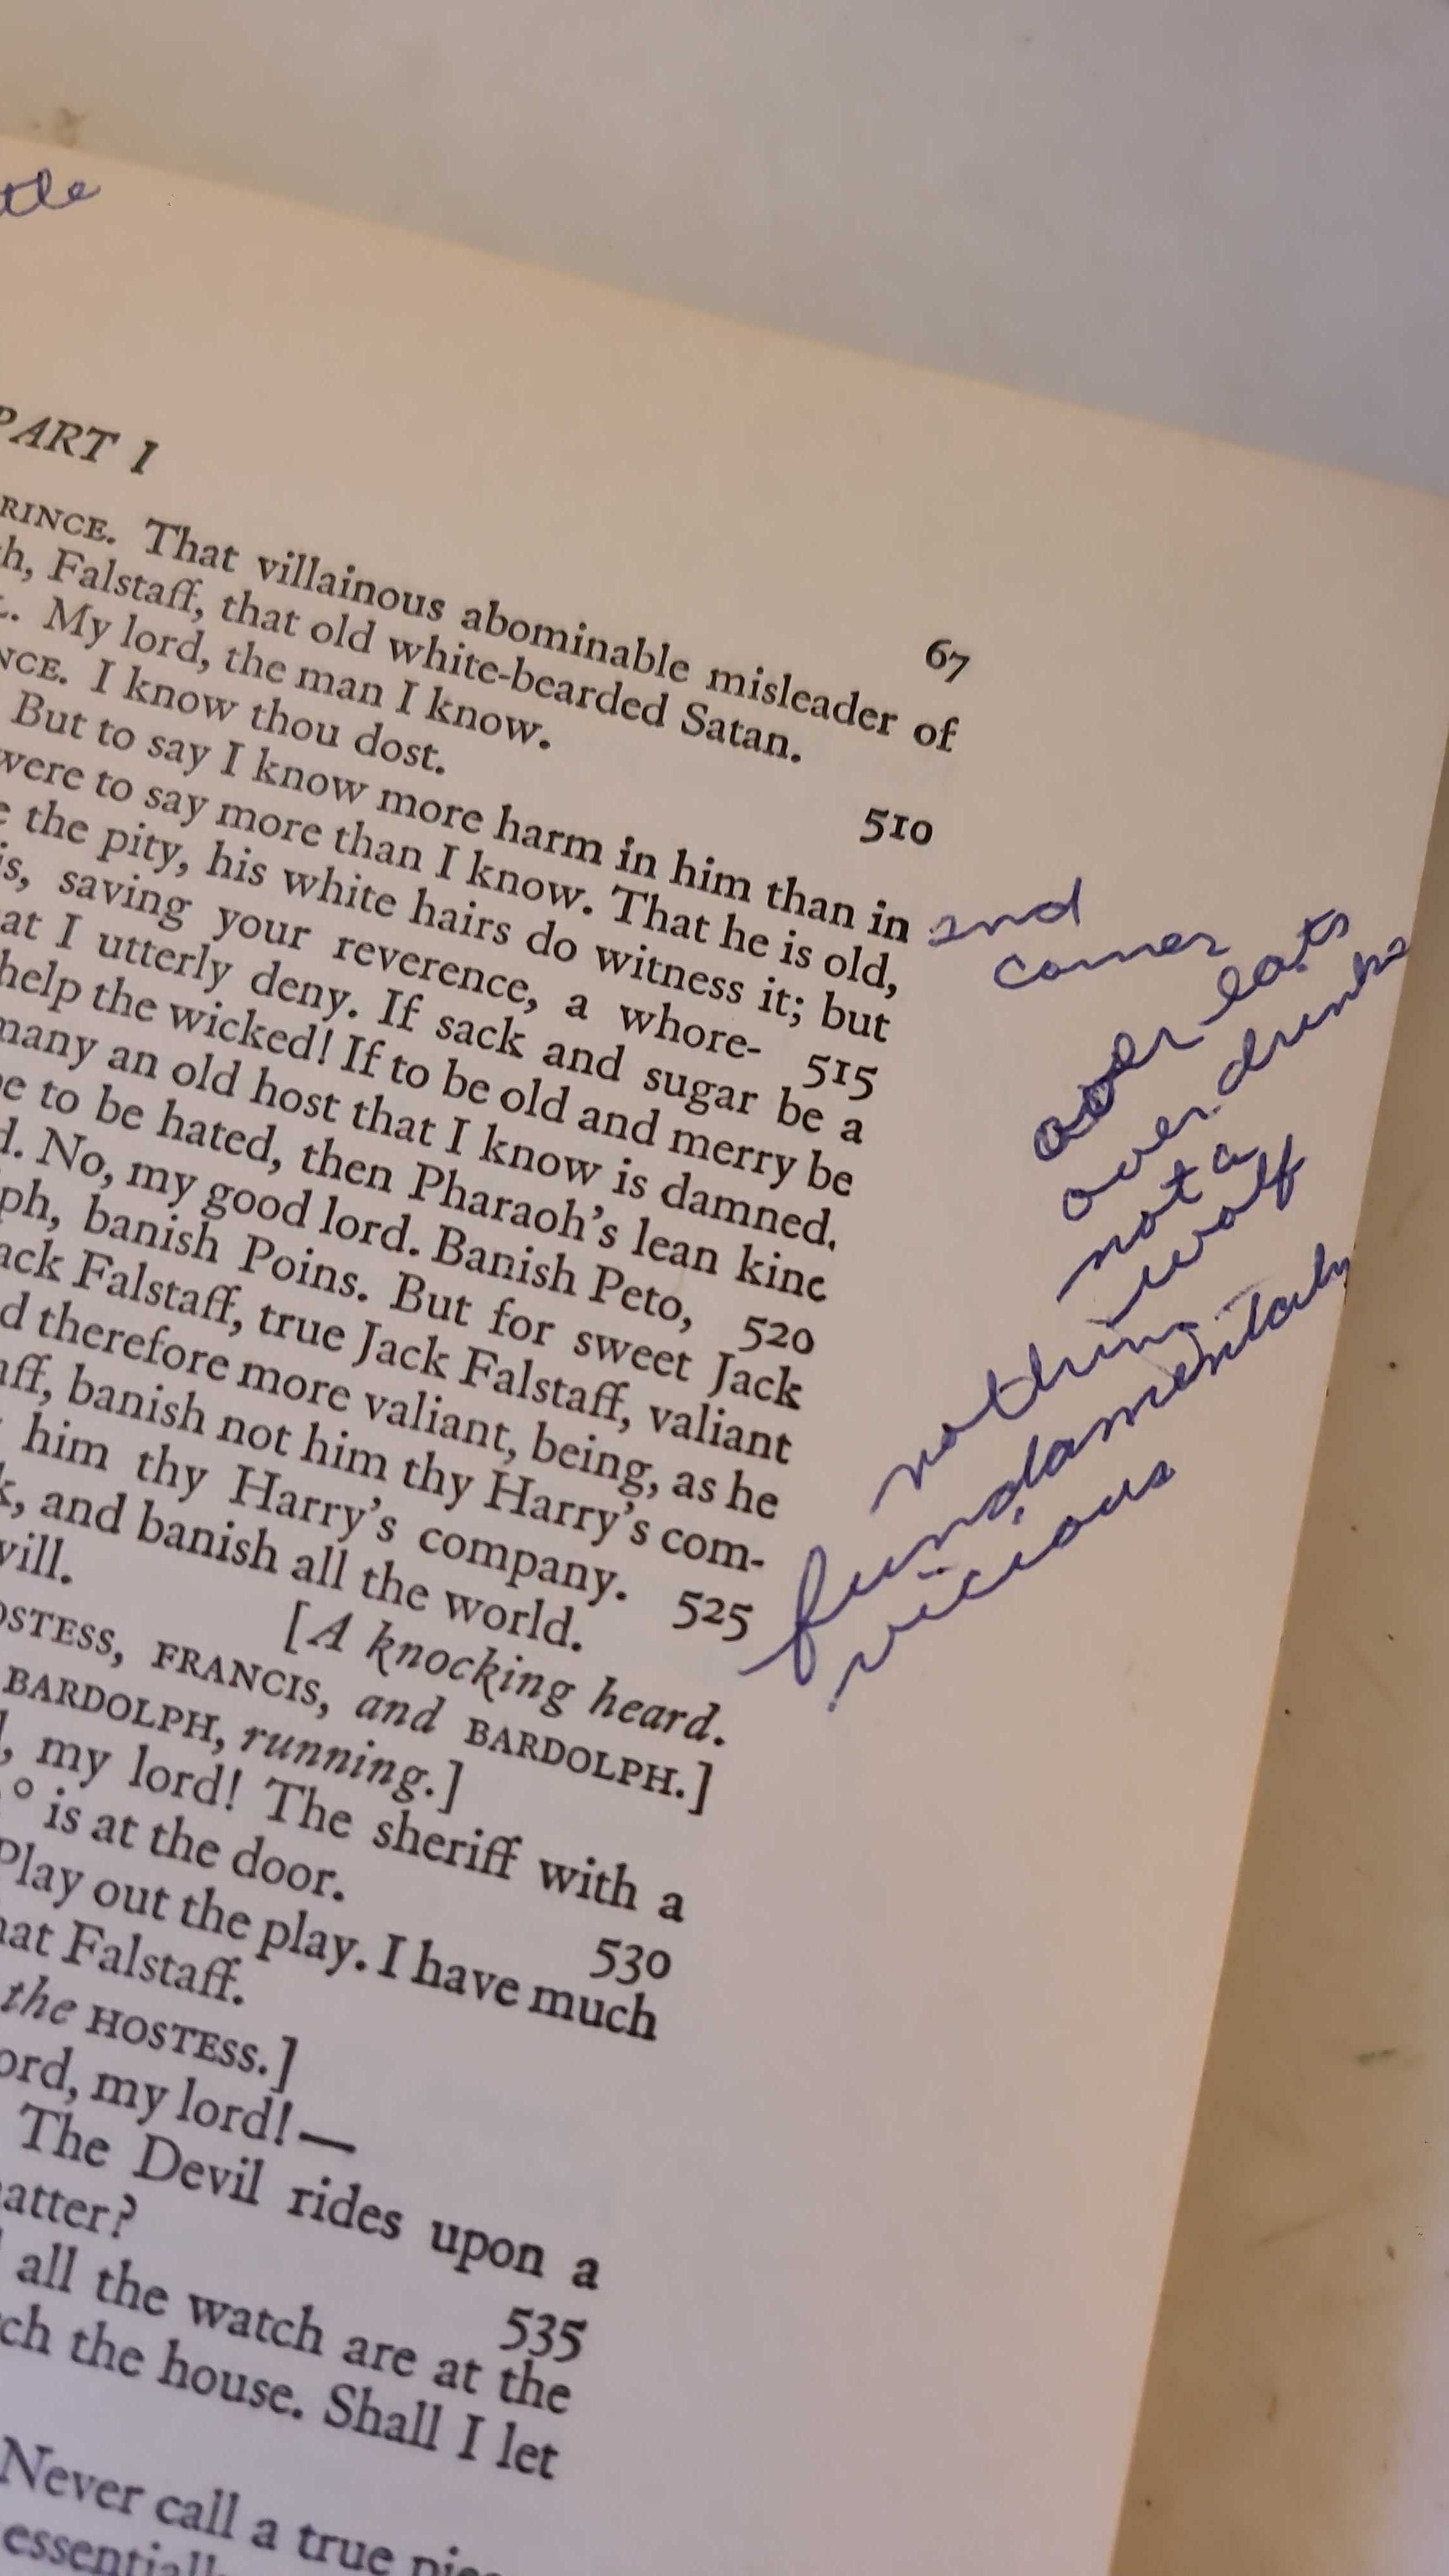 tle
PART I
67
RINCE. That villainous abominable misleader of
h, Falstaff, that old white-bearded Satan.
. My lord, the man I know.
NCE. I know thou dost.
510
But to say I know more harm in him than in
were to say more than I know. That he is old,
e the pity, his white hairs do witness it; but
is, saving your reverence, a whore- 515
at I utterly deny. If sack and sugar be a
help the wicked! If to be old and merry be
many an old host that I know is damned.
be to be hated, then Pharaoh's lean kine
d. No, my good lord. Banish Peto, 520
ph, banish Poins. But for sweet Jack
ack Falstaff, true Jack Falstaff, valiant
d therefore more valiant, being, as he
aff, banish not him thy Harry's com-
him thy Harry's company. 525
k, and banish all the world.
will.
[A knocking heard.
OSTESS, FRANCIS, and BARDOLPH.]
BARDOLPH, running.]
, my lord! The sheriff with a
° is at the door. 530
Play out the play. I have much
hat Falstaff.
the HOSTESS.]
ord, my lord!—
The Devil rides upon a
atter? 535
all the watch are at the
ch the house. Shall I let
Never call a true pie
essentiall
over eats
over drinks
not a
wolf
nothing
fundamentaly
vicious